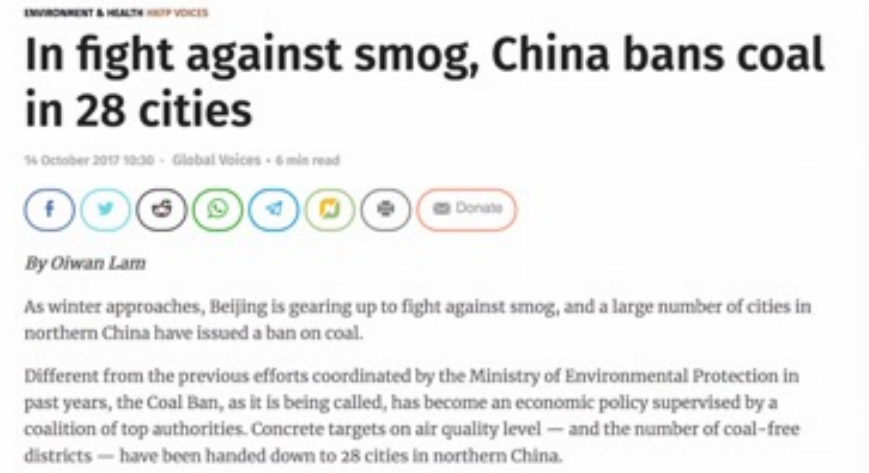 ENVIRONMENT & HEALTH HKFP VOICES
In fight against smog, China bans coal
in 28 cities
14 October 2017 10:30 · Global Voices · 6 min read
Donate
By Oiwan Lam
As winter approaches, Beijing is gearing up to fight against smog, and a large number of cities in
northern China have issued a ban on coal.
Different from the previous efforts coordinated by the Ministry of Environmental Protection in
past years, the Coal Ban, as it is being called, has become an economic policy supervised by a
coalition of top authorities. Concrete targets on air quality level — and the number of coal-free
districts — have been handed down to 28 cities in northern China.